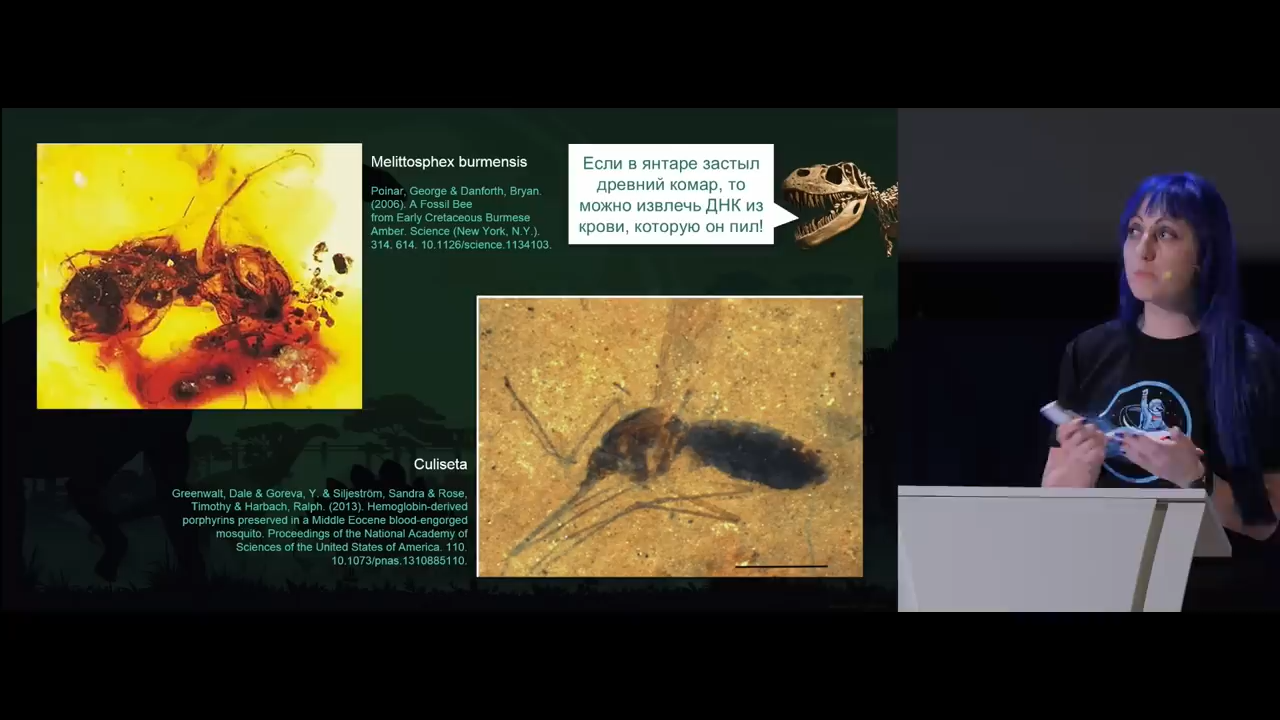 Melittosphex burmensis
Poinar, George & Danforth, Bryan.
(2006). A Fossil Bee
from Early Cretaceous Burmese
Amber. Science (New York, N.Y.).
314. 614. 10.1126/science.1134103.
Если в янтаре застыл
древний комар, то
можно извлечь ДНК из
крови, которую он пил!
Culiseta
Greenwalt, Dale & Goreva, Y. & Siljeström, Sandra & Rose,
Timothy & Harbach, Ralph. (2013). Hemoglobin-derived
porphyrins preserved in a Middle Eocene blood-engorged
mosquito. Proceedings of the National Academy of
Sciences of the United States of America. 110.
10.1073/pnas.1310885110.